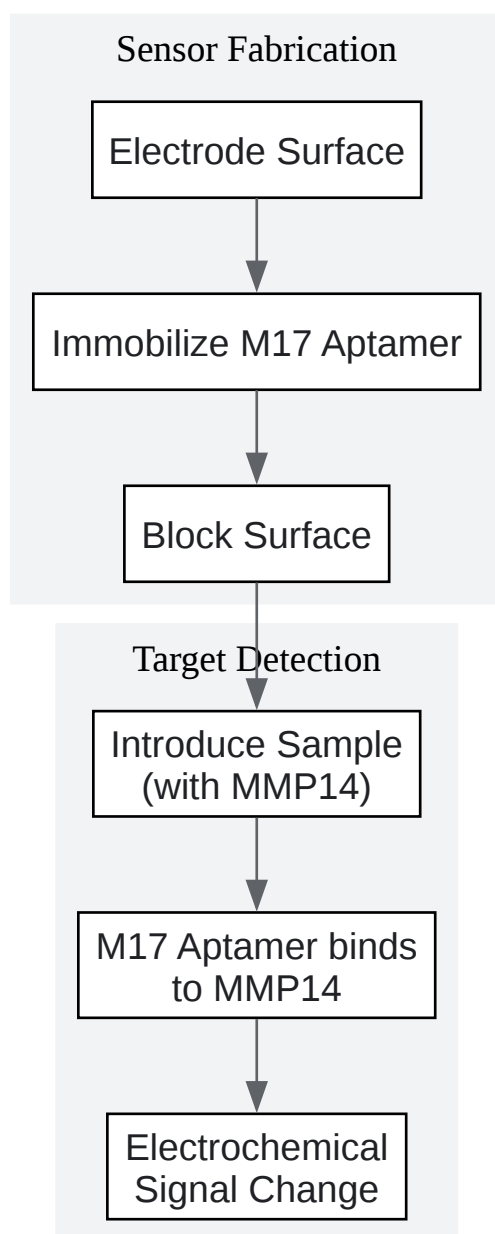 Sensor Fabrication
Electrode Surface
Immobilize M17 Aptamer
Block Surface
Target Detection
Introduce Sample
(with MMP14)
M17 Aptamer binds
to MMP14
Electrochemical
Signal Change